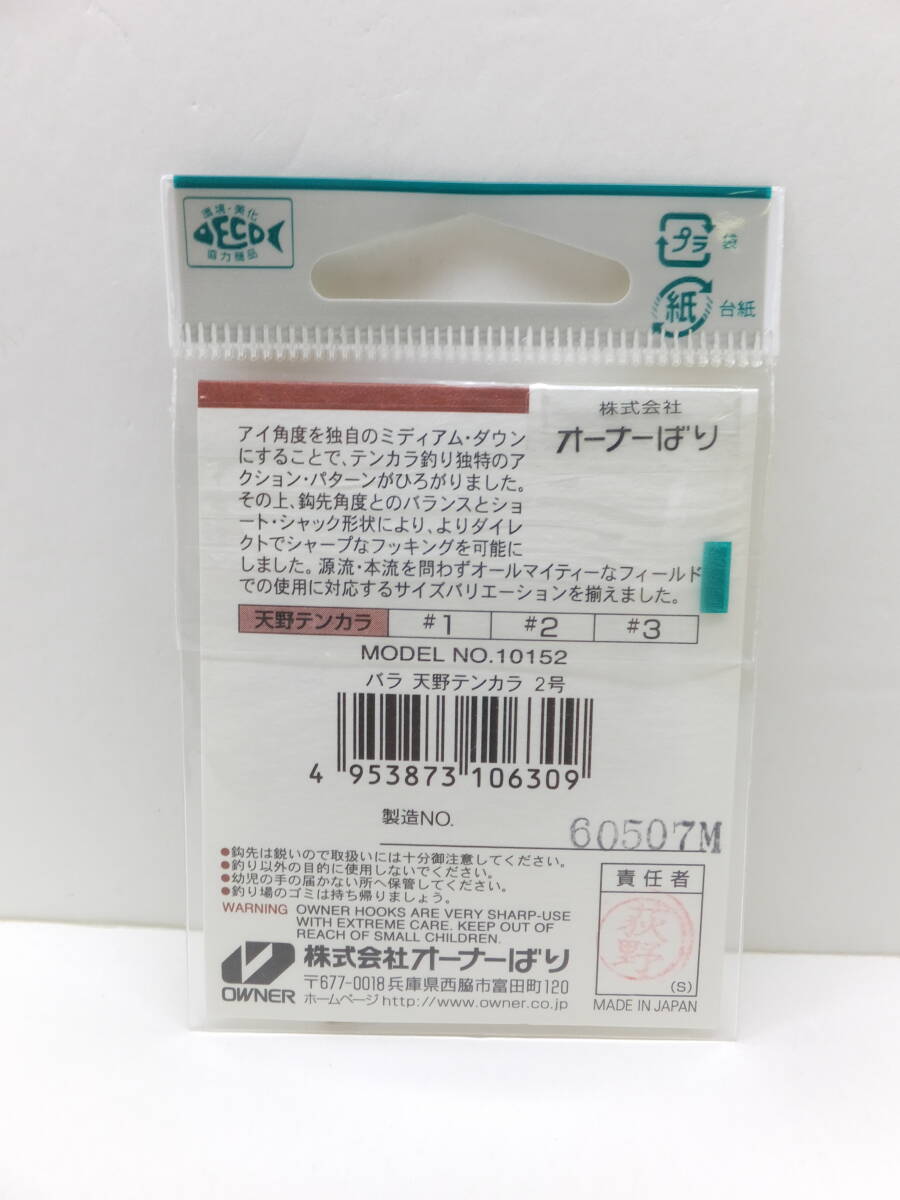 環境・美化
ECO
協力商品
プラ 袋
紙 台紙
株式会社
オーナーばり
アイ角度を独自のミディアム・ダウン
にすることで、テンカラ釣り独特のア
クション・パターンがひろがりました。
その上、鈎先角度とのバランスとショ
ート・シャック形状により、よりダイレ
クトでシャープなフッキングを可能に
しました。源流・本流を問わずオールマイティーなフィールド
での使用に対応するサイズバリエーションを揃えました。
天野テンカラ #1 #2 #3
MODEL NO.10152
バラ 天野テンカラ 2号
4 953873 106309
製造NO. 60507M
●鈎先は鋭いので取扱いには十分御注意してください。
●釣り以外の目的に使用しないでください。
●幼児の手の届かない所へ保管してください。
●釣り場のゴミは持ち帰りましょう。
WARNING OWNER HOOKS ARE VERY SHARP-USE
WITH EXTREME CARE. KEEP OUT OF
REACH OF SMALL CHILDREN.
責任者
荻野
(S)
OWNER
株式会社オーナーばり
〒677-0018 兵庫県西脇市富田町120
ホームページ http://www.owner.co.jp
MADE IN JAPAN